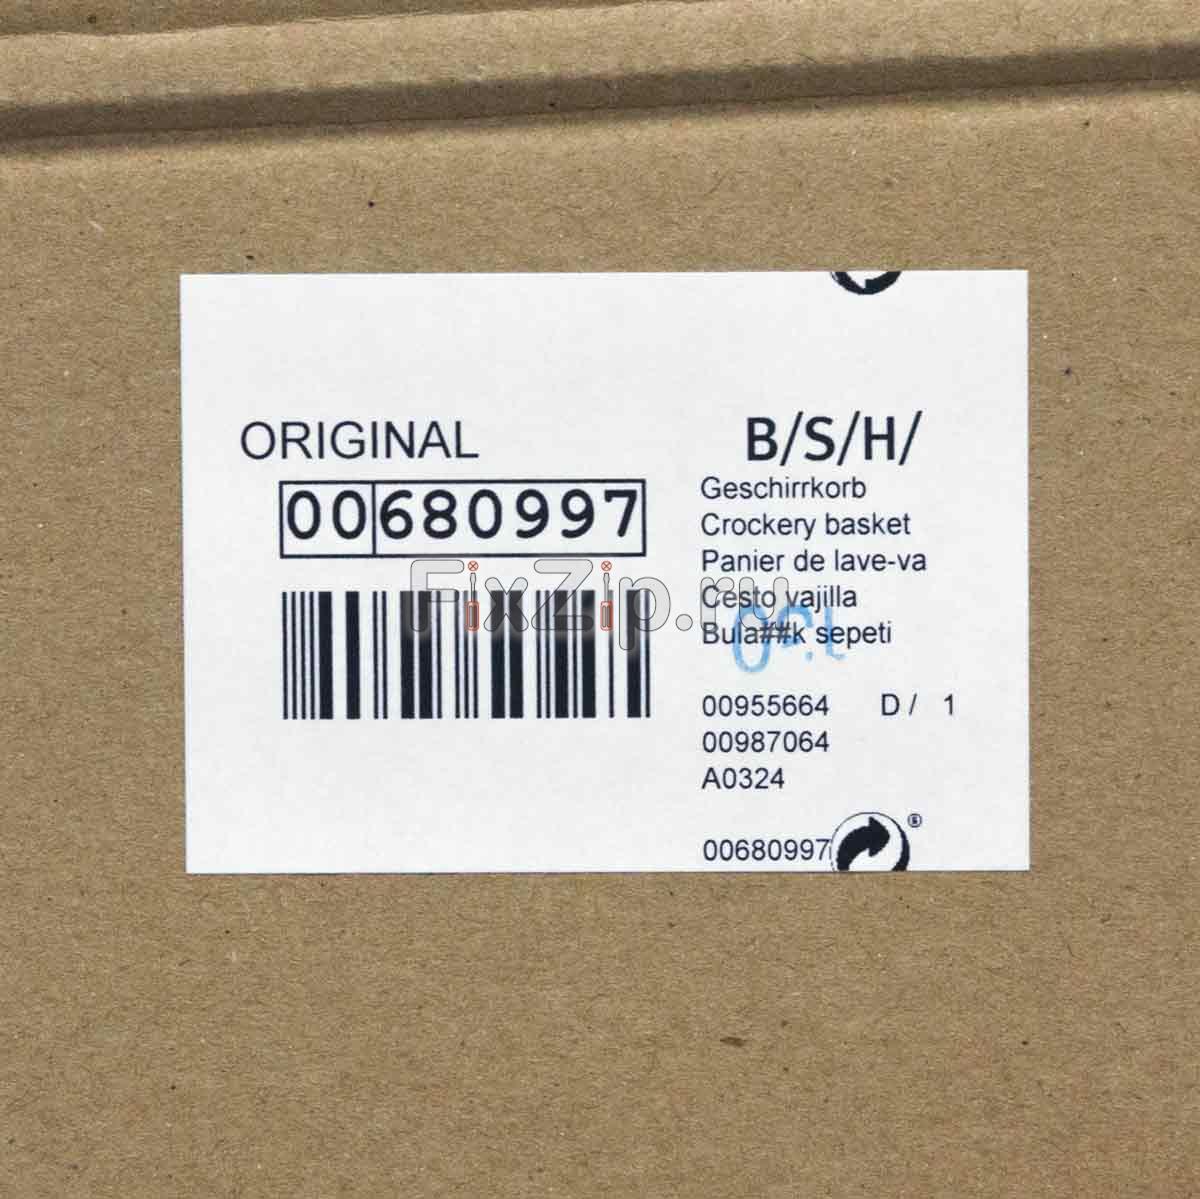 ORIGINAL
00680997
B/S/H/
Geschirrkorb
Crockery basket
Panier de lave-va
Cesto vajilla
Bula##k sepeti
00955664 D / 1
00987064
A0324
00680997
®
FixZip.ru